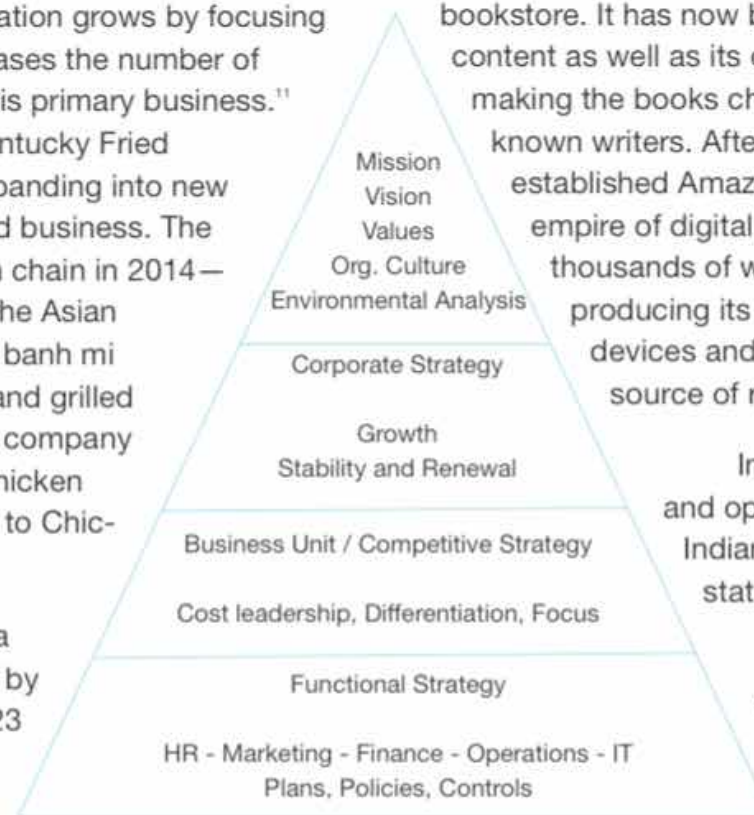 ation grows by focusing
ases the number of
is primary business."11
ntucky Fried
panding into new
d business. The
n chain in 2014—
he Asian
banh mi
and grilled
company
hicken
to Chic-
a
by
23
Mission
Vision
Values
Org. Culture
Environmental Analysis
Corporate Strategy
Growth
Stability and Renewal
Business Unit / Competitive Strategy
Cost leadership, Differentiation, Focus
Functional Strategy
HR - Marketing - Finance - Operations - IT
Plans, Policies, Controls
bookstore. It has now
content as well as its
making the books ch
known writers. Afte
established Amaz
empire of digital
thousands of w
producing its
devices and
source of
In
and op
Indian
stat